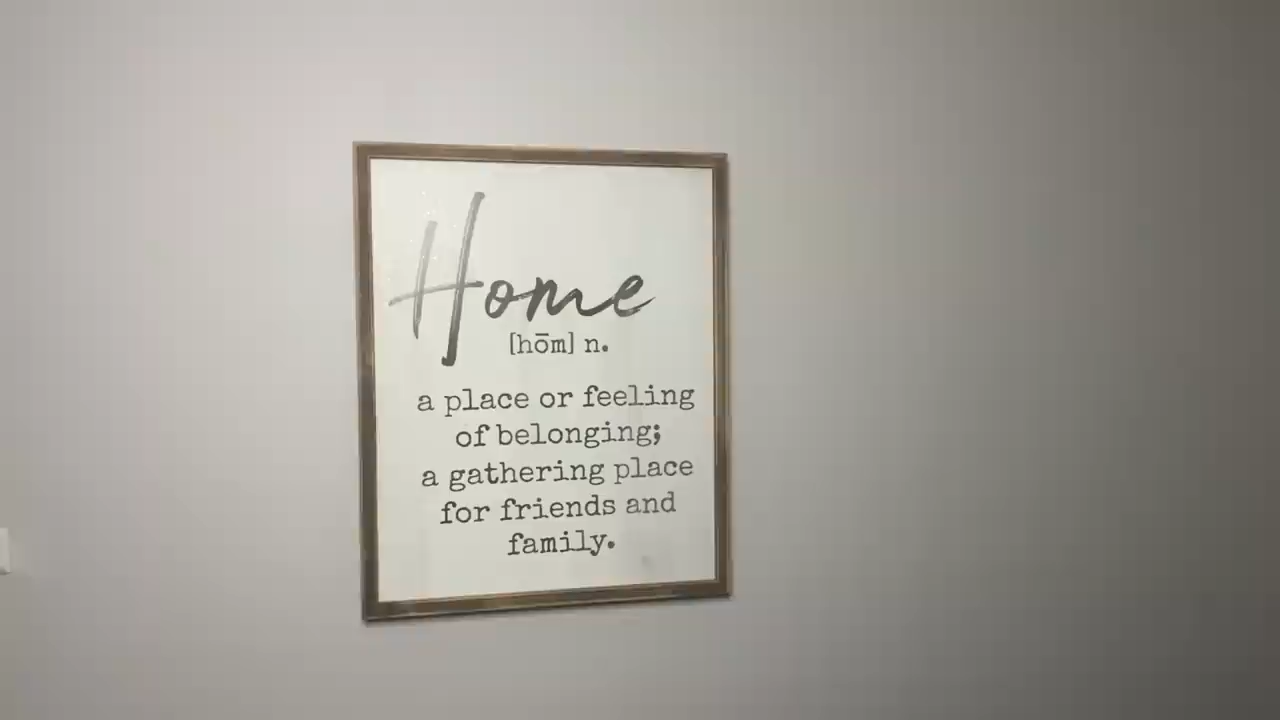 Home
[hōm] n.
a place or feeling
of belonging;
a gathering place
for friends and
family.